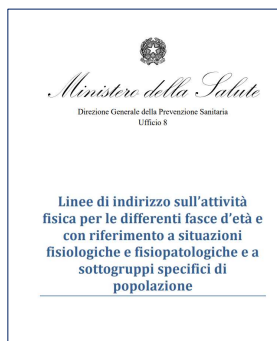 Ministero della Salute
Direzione Generale della Prevenzione Sanitaria
Ufficio 8
Linee di indirizzo sull’attività
fisica per le differenti fasce d’età e
con riferimento a situazioni
fisiologiche e fisiopatologiche e a
sottogruppi specifici di
popolazione